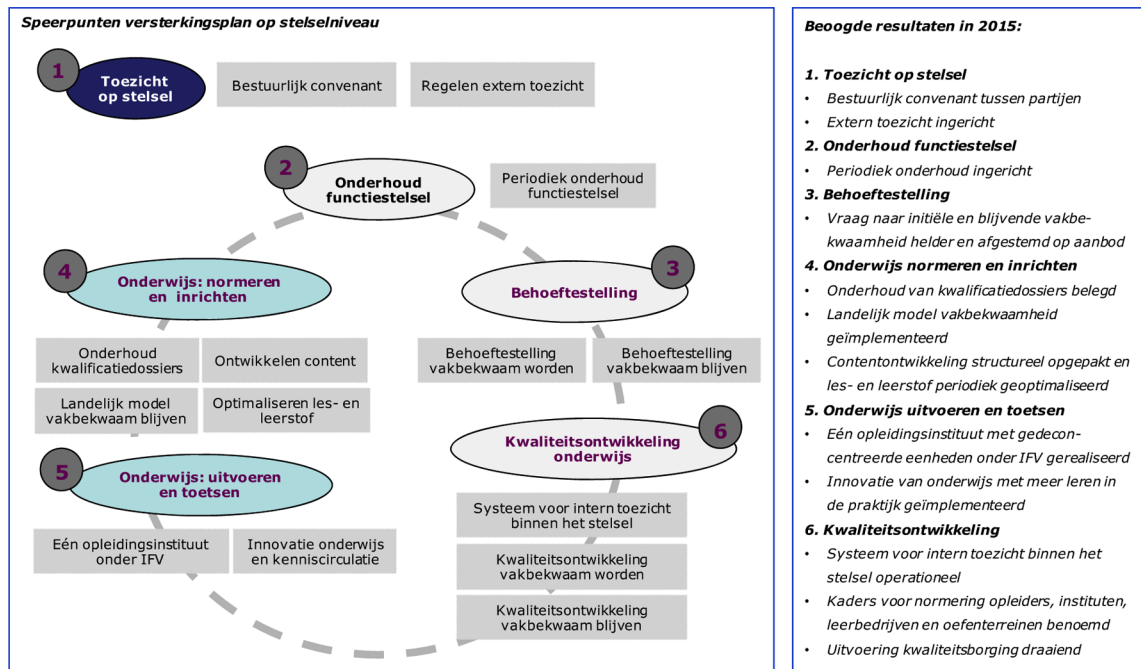 Speerpunten versterkingsplan op stelselniveau
1
Toezicht
op stelsel
Bestuurlijk convenant
Regelen extern toezicht
2
Onderhoud
functiestelsel
Periodiek onderhoud
functiestelsel
4
Onderwijs: normeren
en inrichten
3
Behoeftestelling
Onderhoud
kwalificatiedossiers
Ontwikkelen content
Landelijk model
vakbekwaam blijven
Optimaliseren les- en
leerstof
Behoeftestelling
vakbekwaam worden
Behoeftestelling
vakbekwaam blijven
5
Onderwijs: uitvoeren
en toetsen
6
Kwaliteitsontwikkeling
onderwijs
Eén opleidingsinstituut
onder IFV
Innovatie onderwijs
en kenniscirculatie
Systeem voor intern toezicht
binnen het stelsel
Kwaliteitsontwikkeling
vakbekwaam worden
Kwaliteitsontwikkeling
vakbekwaam blijven
Beoogde resultaten in 2015:
1. Toezicht op stelsel
• Bestuurlijk convenant tussen partijen
• Extern toezicht ingericht
2. Onderhoud functiestelsel
• Periodiek onderhoud ingericht
3. Behoeftestelling
• Vraag naar initiële en blijvende vakbe-
kwaamheid helder en afgestemd op aanbod
4. Onderwijs normeren en inrichten
• Onderhoud van kwalificatiedossiers belegd
• Landelijk model vakbekwaamheid
geïmplementeerd
• Contentontwikkeling structureel opgepakt en
les- en leerstof periodiek geoptimaliseerd
5. Onderwijs uitvoeren en toetsen
• Eén opleidingsinstituut met gedecon-
centreerde eenheden onder IFV gerealiseerd
• Innovatie van onderwijs met meer leren in
de praktijk geïmplementeerd
6. Kwaliteitsontwikkeling
• Systeem voor intern toezicht binnen het
stelsel operationeel
• Kaders voor normering opleiders, instituten,
leerbedrijven en oefenterreinen benoemd
• Uitvoering kwaliteitsborging draaiend